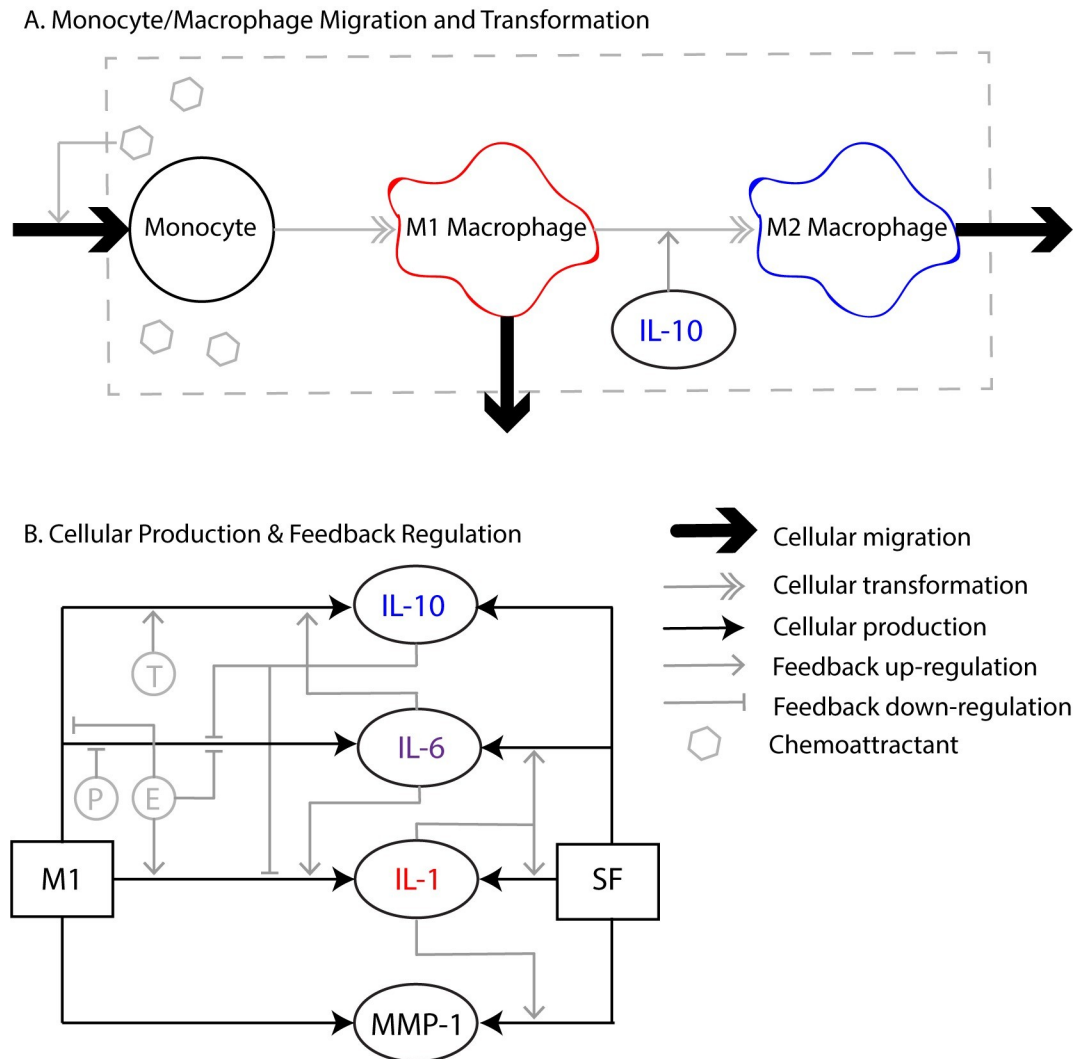 A. Monocyte/Macrophage Migration and Transformation
Monocyte
M1 Macrophage
M2 Macrophage
IL-10
B. Cellular Production & Feedback Regulation
Cellular migration
Cellular transformation
Cellular production
Feedback up-regulation
Feedback down-regulation
Chemoattractant
IL-10
T
IL-6
P
E
M1
IL-1
SF
MMP-1